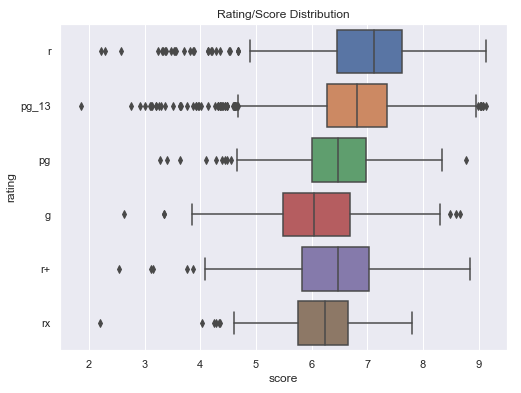 Rating/Score Distribution
r
pg_13
pg
g
r+
rx
rating
2 3 4 5 6 7 8 9
score